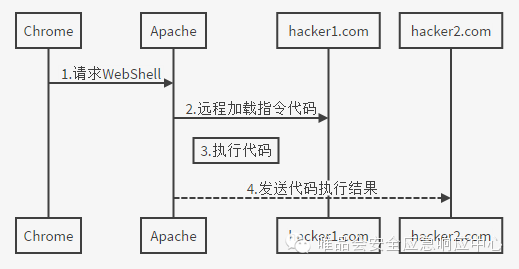 Chrome
Apache
hacker1.com
hacker2.com
1.请求WebShell
2.远程加载指令代码
3.执行代码
4.发送代码执行结果
Chrome
Apache
hacker1.com
hacker2.com
唯品会安全应急响应中心